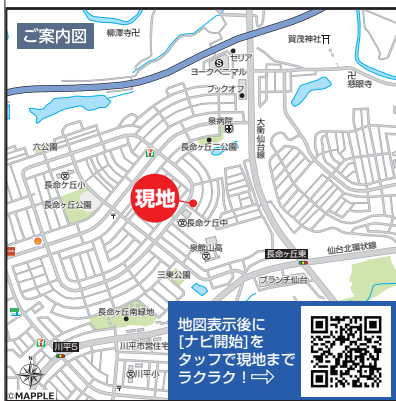 ご案内図
柳澤寺
セリア
ヨークベニマル
ブックオフ
賀茂神社
慈眼寺
泉病院
大衡仙台線
六公園
長命ケ丘三公園
長命ケ丘小
長命ケ丘公園
現地
長命ケ丘中
泉館山高
長命ケ丘東
仙台北環状線
三東公園
ブランチ仙台
長命ケ丘南緑地
川平5
川平市営住宅
川平小
地図表示後に
[ナビ開始]を
タップで現地まで
ラクラク!⇨
©MAPPLE